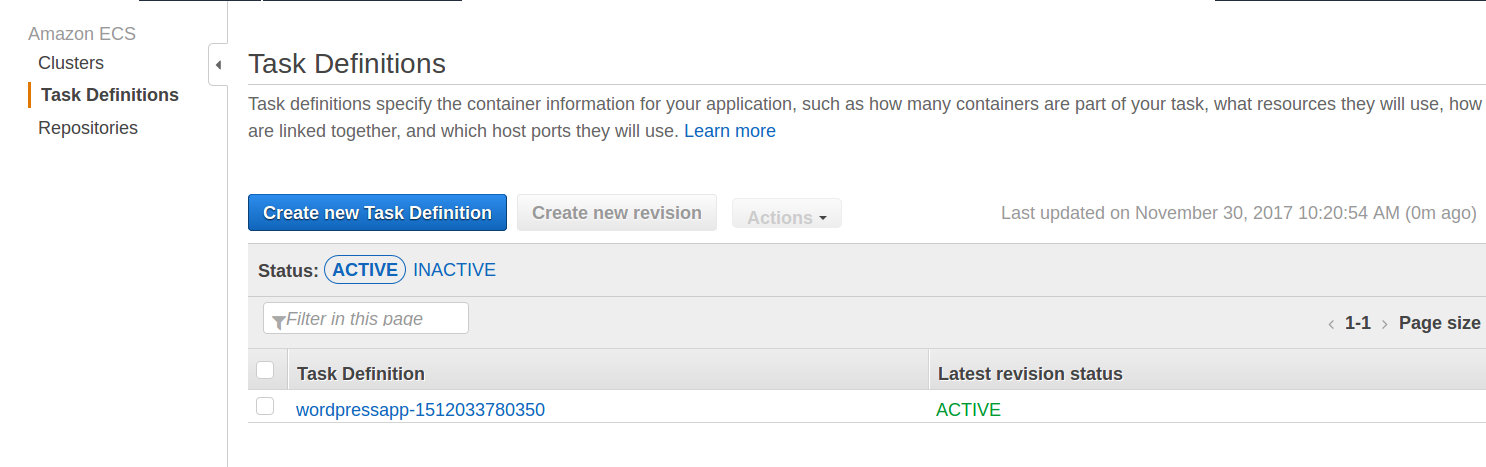 Amazon ECS
Clusters
Task Definitions
Repositories
Task Definitions
Task definitions specify the container information for your application, such as how many containers are part of your task, what resources they will use, how
are linked together, and which host ports they will use. Learn more
Create new Task Definition Create new revision Actions Last updated on November 30, 2017 10:20:54 AM (0m ago)
Status: ACTIVE INACTIVE
Filter in this page < 1-1 > Page size
Task Definition Latest revision status
wordpressapp-1512033780350 ACTIVE